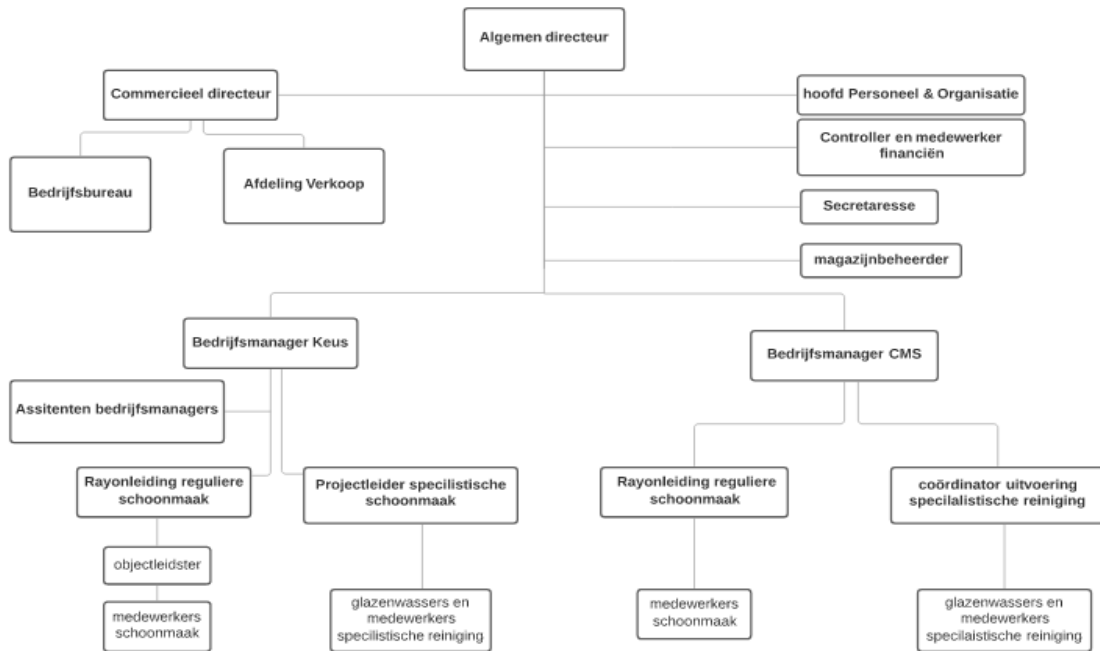 Algemen directeur
Commercieel directeur
hoofd Personeel & Organisatie
Controller en medewerker
financiën
Bedrijfsbureau
Afdeling Verkoop
Secretaresse
magazijnbeheerder
Bedrijfsmanager Keus
Bedrijfsmanager CMS
Assitenten bedrijfsmanagers
Rayonleiding reguliere
schoonmaak
Projectleider specilistische
schoonmaak
Rayonleiding reguliere
schoonmaak
coördinator uitvoering
specilalistische reiniging
objectleidster
medewerkers
schoonmaak
glazenwassers en
medewerkers
specilistische reiniging
medewerkers
schoonmaak
glazenwassers en
medewerkers
specilaistische reiniging